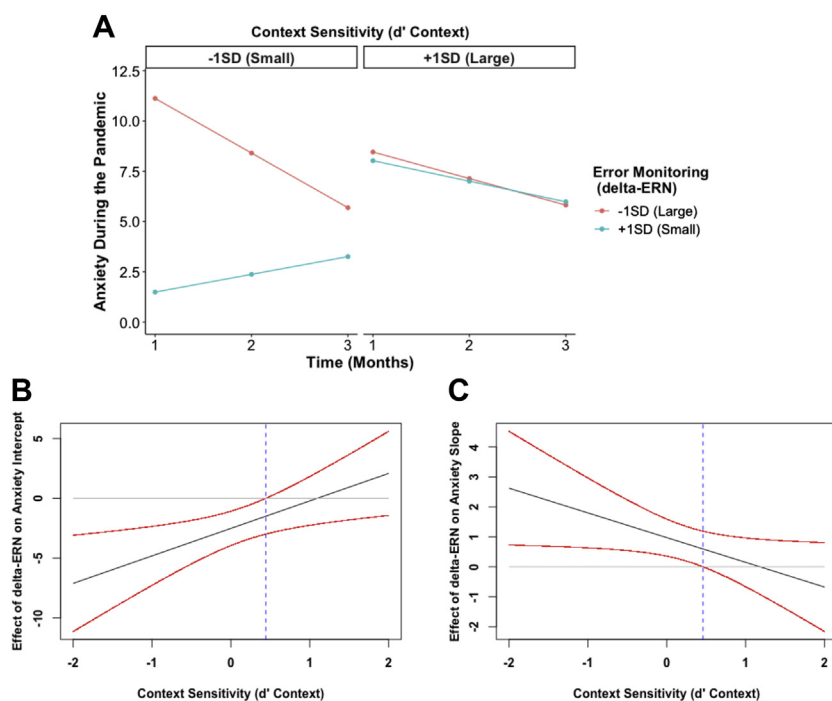 A
Context Sensitivity (d' Context)
-1SD (Small)
+1SD (Large)
Anxiety During the Pandemic
12.5
10.0
7.5
5.0
2.5
0.0
1 2 3
1 2 3
Time (Months)
Error Monitoring
(delta-ERN)
-1SD (Large)
+1SD (Small)
B
Effect of delta-ERN on Anxiety Intercept
5
0
-5
-10
-2 -1 0 1 2
Context Sensitivity (d' Context)
C
Effect of delta-ERN on Anxiety Slope
4
3
2
1
0
-1
-2
-2 -1 0 1 2
Context Sensitivity (d' Context)